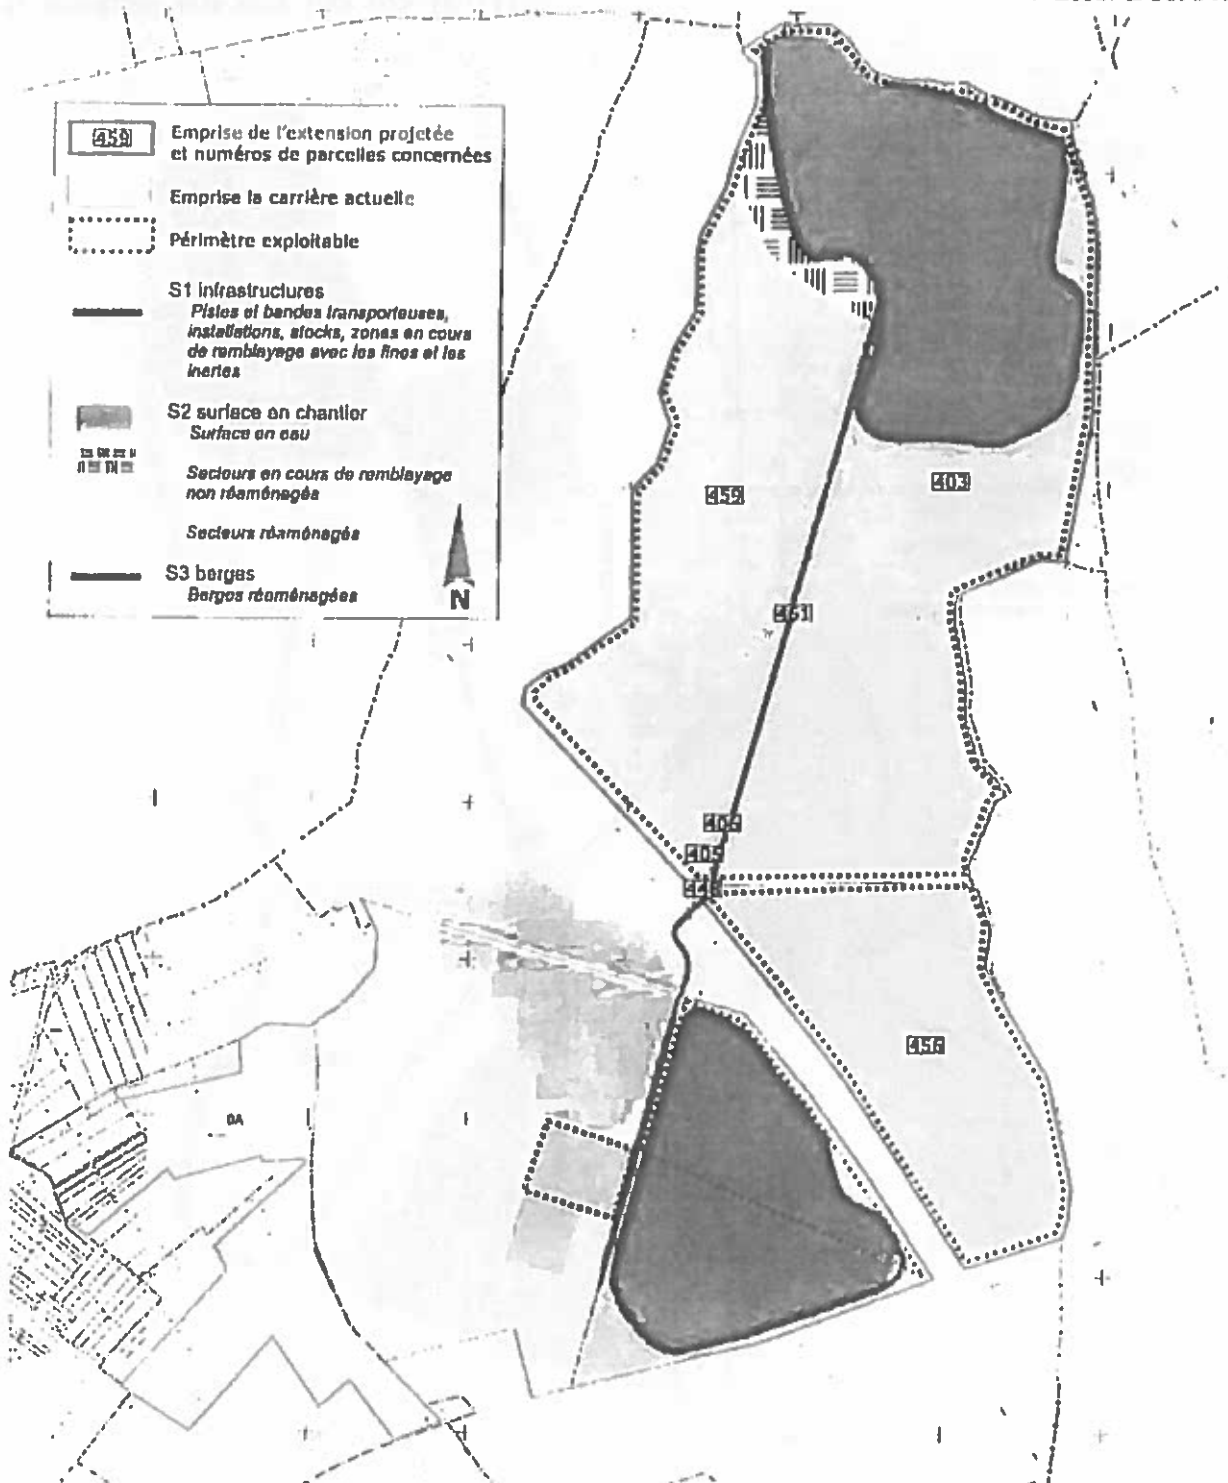 459
Emprise de l'extension projetée
et numéros de parcelles concernées
Emprise la carrière actuelle
Périmètre exploitable
S1 infrastructures
Pistes et bandes transporteuses,
installations, stocks, zones en cours
de remblayage avec les fines et les
inertes
S2 surface en chantier
Surface en eau
Secteurs en cours de remblayage
non réaménagés
Secteurs réaménagés
S3 berges
Berges réaménagées
N
459
403
461
406
405
456
0A